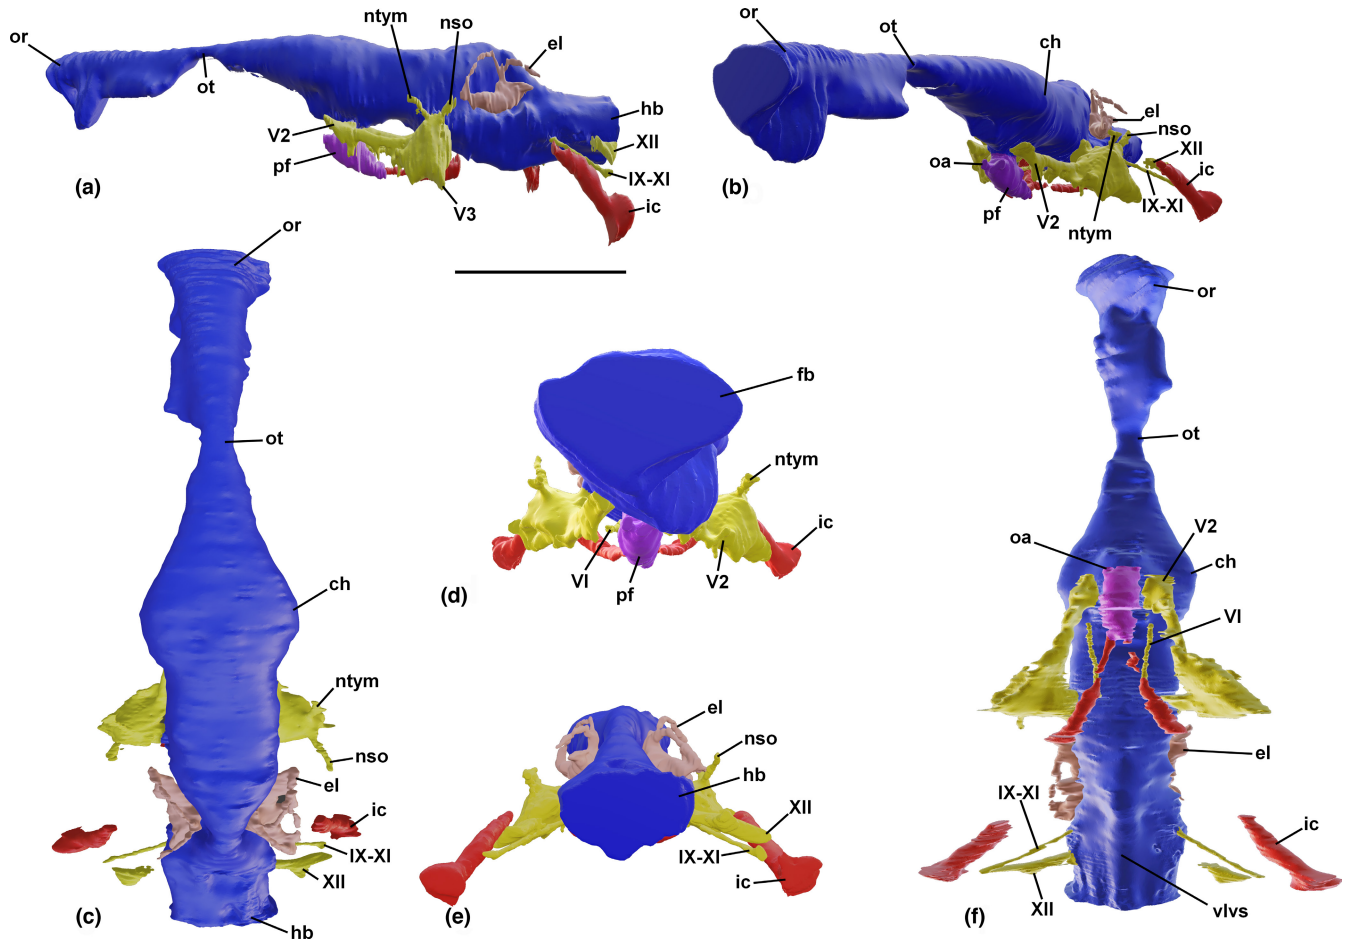 or
ntym
nso
el
ot
hb
V2
pf
XII
IX-XI
ic
V3
(a)
or
ot
ch
el
nso
oa
XII
ic
pf
V2
IX-XI
ntym
(b)
or
ot
ch
ntym
nso
el
ic
IX-XI
XII
hb
(c)
fb
ntym
ic
VI
pf
V2
(d)
el
nso
hb
XII
IX-XI
ic
(e)
or
ot
oa
V2
ch
VI
el
IX-XI
ic
XII
vlvs
(f)